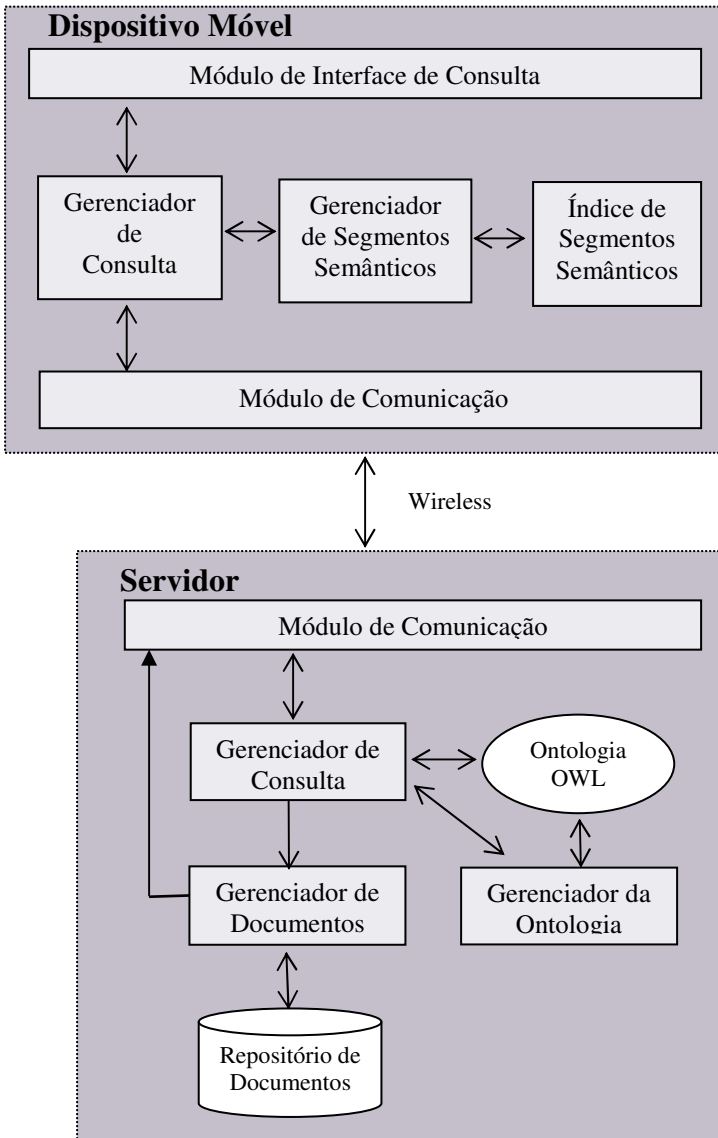 Dispositivo Móvel
Módulo de Interface de Consulta
Gerenciador
de
Consulta
Gerenciador
de Segmentos
Semânticos
Índice de
Segmentos
Semânticos
Módulo de Comunicação
Wireless
Servidor
Módulo de Comunicação
Gerenciador de
Consulta
Ontologia
OWL
Gerenciador de
Documentos
Gerenciador da
Ontologia
Repositório de
Documentos